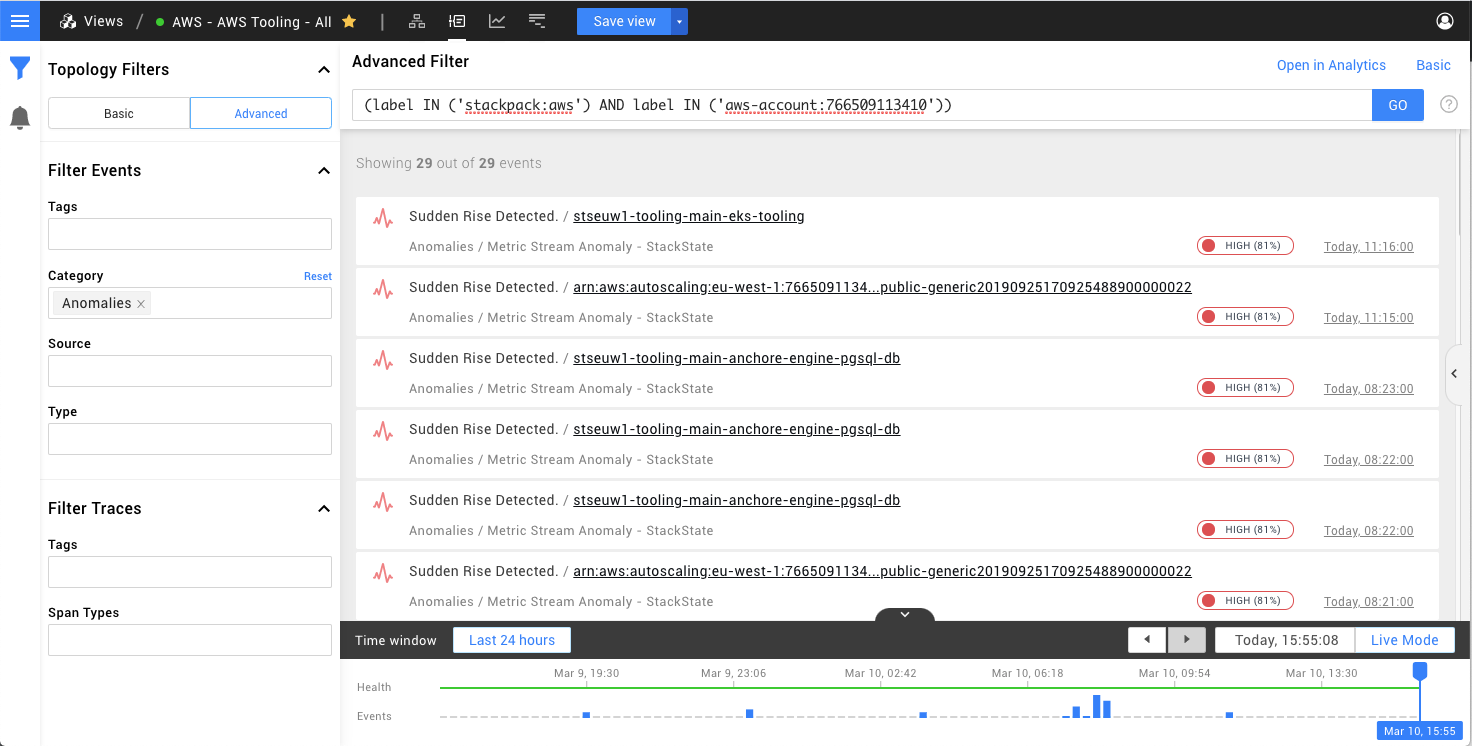 Views / AWS - AWS Tooling - All | Save view
Topology Filters
Basic Advanced
Filter Events
Tags
Category Reset
Anomalies ×
Source
Type
Filter Traces
Tags
Span Types
Advanced Filter
Open in Analytics Basic
(label IN ('stackpack:aws') AND label IN ('aws-account:766509113410')) GO ?
Showing 29 out of 29 events
Sudden Rise Detected. / stseuw1-tooling-main-eks-tooling
Anomalies / Metric Stream Anomaly - StackState HIGH (81%) Today, 11:16:00
Sudden Rise Detected. / arn:aws:autoscaling:eu-west-1:7665091134...public-generic20190925170925488900000022
Anomalies / Metric Stream Anomaly - StackState HIGH (81%) Today, 11:15:00
Sudden Rise Detected. / stseuw1-tooling-main-anchore-engine-pgsql-db
Anomalies / Metric Stream Anomaly - StackState HIGH (81%) Today, 08:23:00
Sudden Rise Detected. / stseuw1-tooling-main-anchore-engine-pgsql-db
Anomalies / Metric Stream Anomaly - StackState HIGH (81%) Today, 08:22:00
Sudden Rise Detected. / stseuw1-tooling-main-anchore-engine-pgsql-db
Anomalies / Metric Stream Anomaly - StackState HIGH (81%) Today, 08:22:00
Sudden Rise Detected. / arn:aws:autoscaling:eu-west-1:7665091134...public-generic20190925170925488900000022
Anomalies / Metric Stream Anomaly - StackState HIGH (81%) Today, 08:21:00
Time window Last 24 hours Today, 15:55:08 Live Mode
Mar 9, 19:30 Mar 9, 23:06 Mar 10, 02:42 Mar 10, 06:18 Mar 10, 09:54 Mar 10, 13:30
Health
Events
Mar 10, 15:55